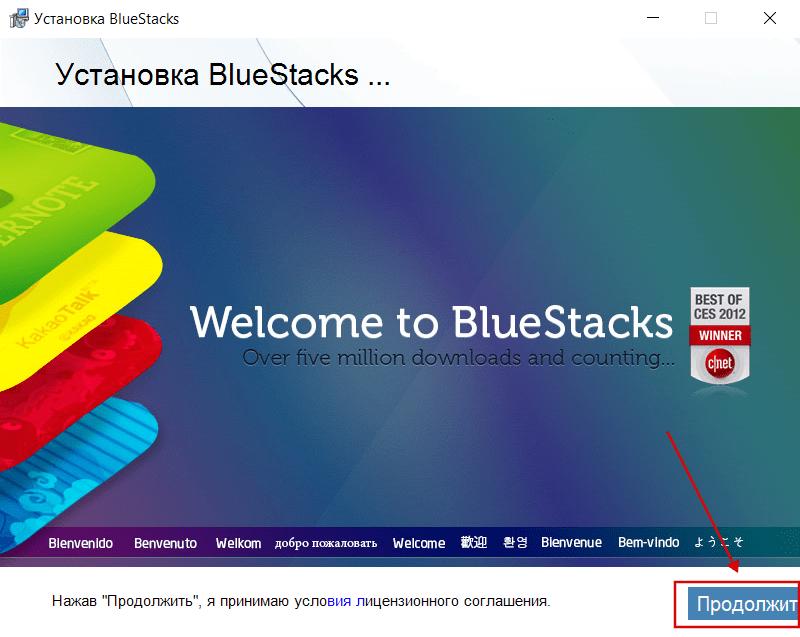 Установка BlueStacks
Установка BlueStacks ...
ERNOTE
KakaoTalk™
©KAKAO
Welcome to BlueStacks
Over five million downloads and counting...
BEST OF
CES 2012
WINNER
c|net
Bienvenido Benvenuto Welkom добро пожаловать Welcome 歡迎 환영 Bienvenue Bem-vindo ようこそ
Нажав "Продолжить", я принимаю условия лицензионного соглашения.
Продолжит